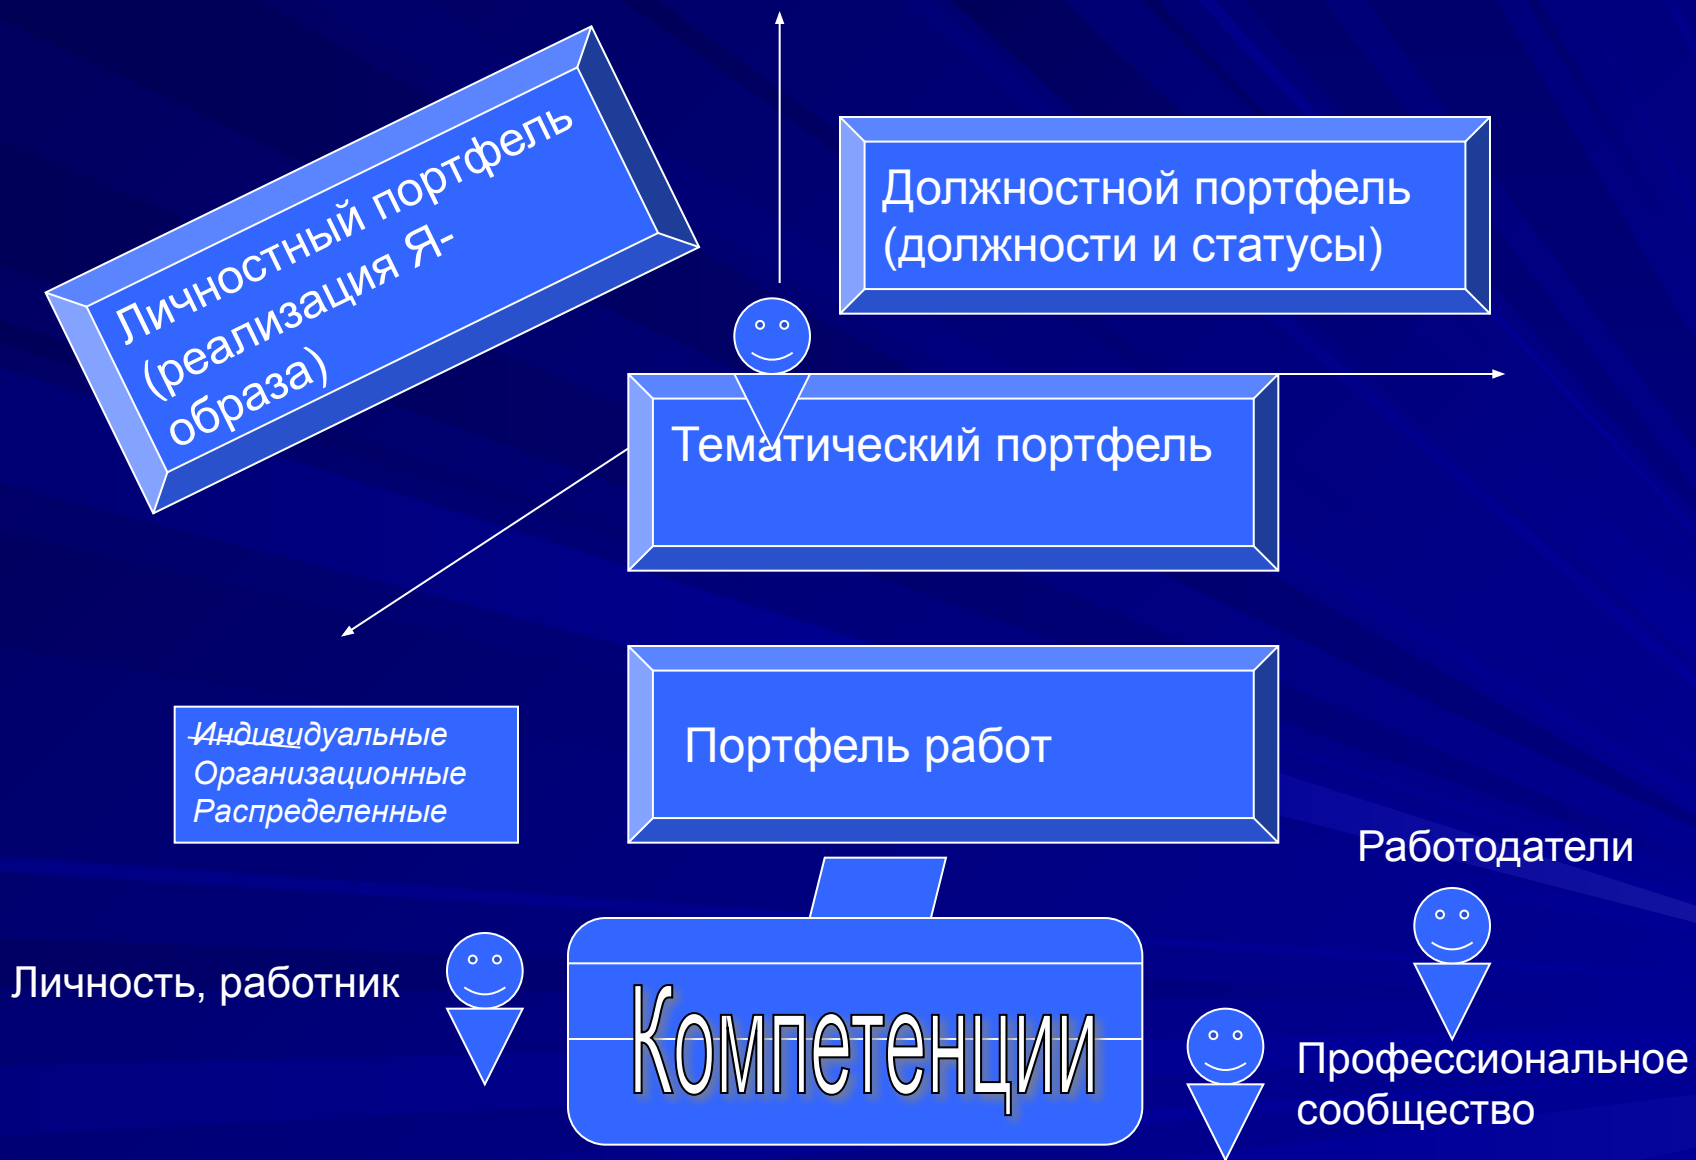 Личностный портфель
(реализация Я-
образа)
Должностной портфель
(должности и статусы)
Тематический портфель
Портфель работ
Индивидуальные
Организационные
Распределенные
Работодатели
Личность, работник
Компетенции
Профессиональное
сообщество